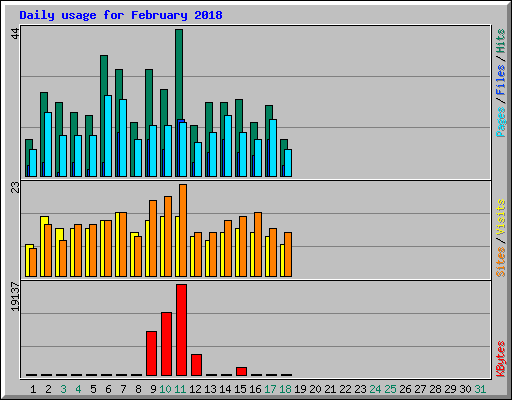 Daily usage for February 2018
44
Pages / Files / Hits
23
Sites / Visits
19137
KBytes
1 2 3 4 5 6 7 8 9 10 11 12 13 14 15 16 17 18 19 20 21 22 23 24 25 26 27 28 29 30 31